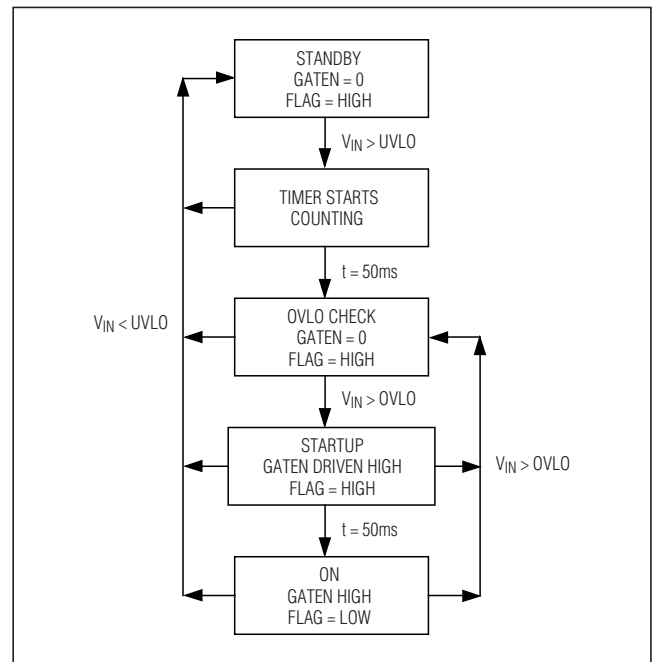 STANDBY
GATEN = 0
FLAG = HIGH
VIN > UVLO
TIMER STARTS
COUNTING
t = 50ms
VIN < UVLO
OVLO CHECK
GATEN = 0
FLAG = HIGH
VIN > OVLO
STARTUP
GATEN DRIVEN HIGH
FLAG = HIGH
VIN > OVLO
t = 50ms
ON
GATEN HIGH
FLAG = LOW